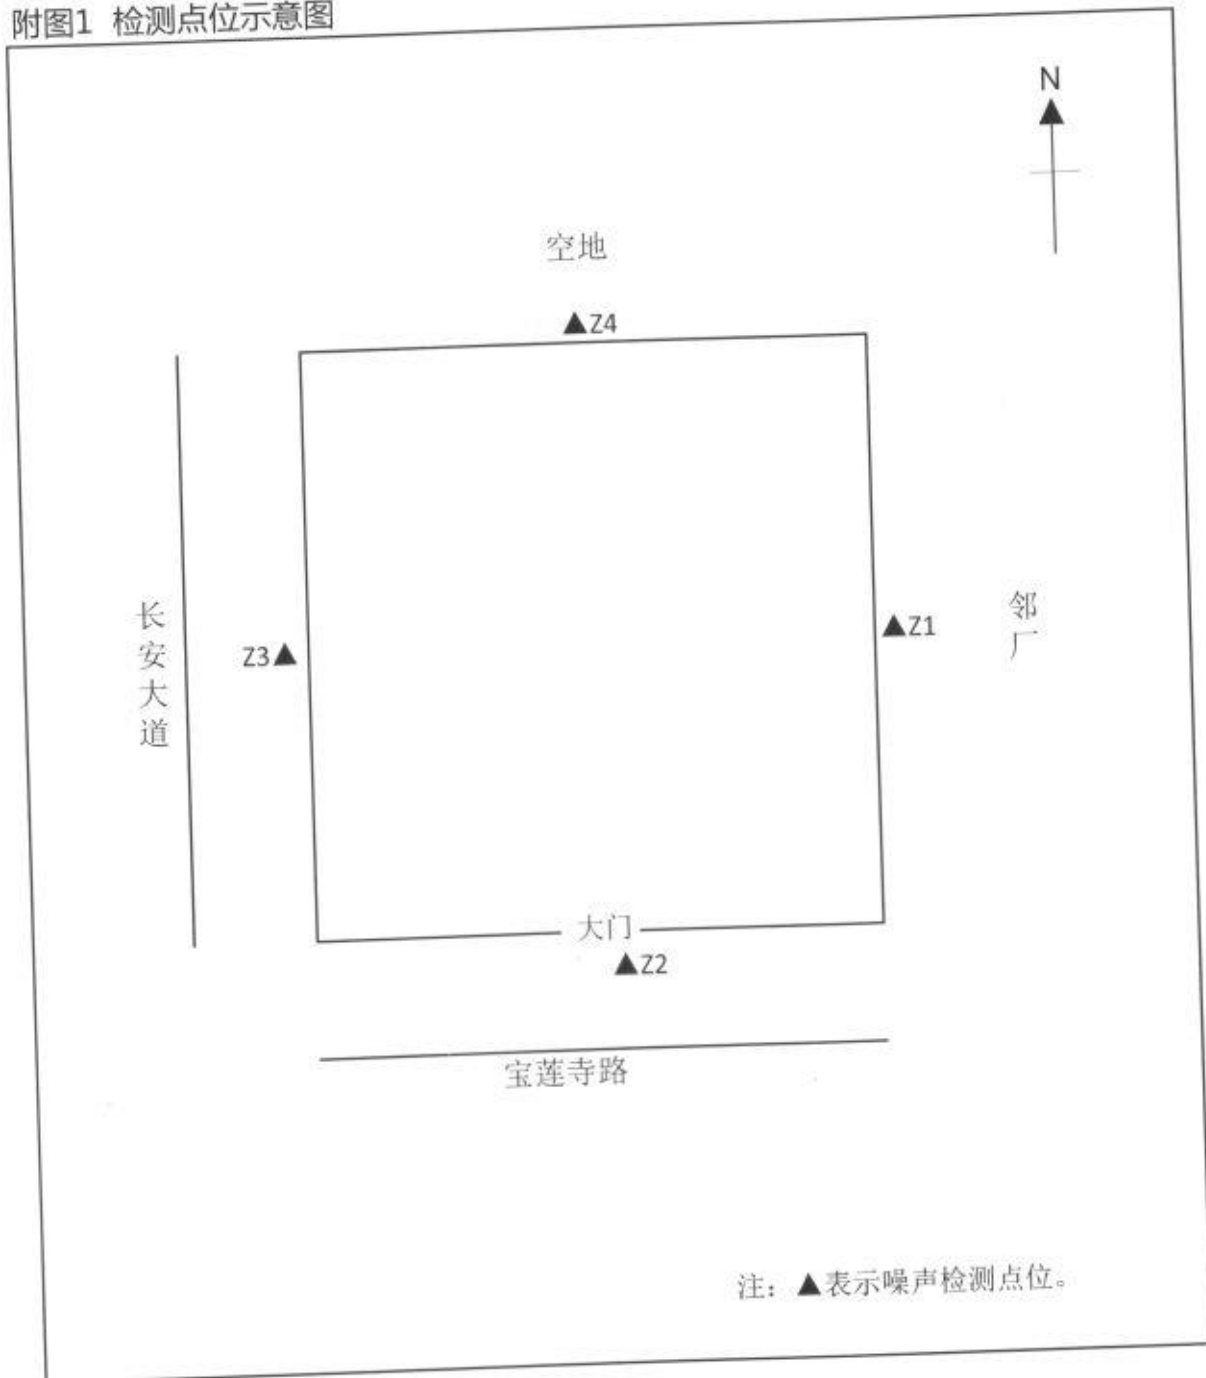 附图1 检测点位示意图
N
空地
▲Z4
长安大道
Z3▲
▲Z1
邻厂
大门
▲Z2
宝莲寺路
注：▲表示噪声检测点位。